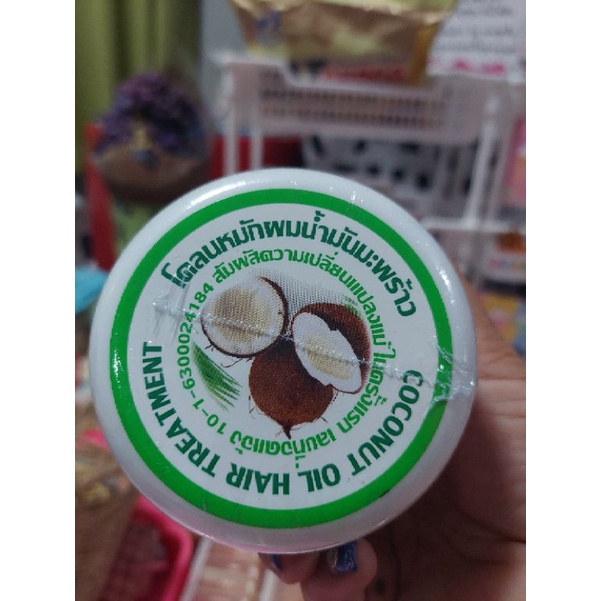 โคลนหมักผมน้ำมันมะพร้าว
COCONUT OIL HAIR TREATMENT
สัมผัสความเปลี่ยนแปลงแค่ใช้ครั้งแรก
เลขที่จดแจ้ง 10-1-6300024184